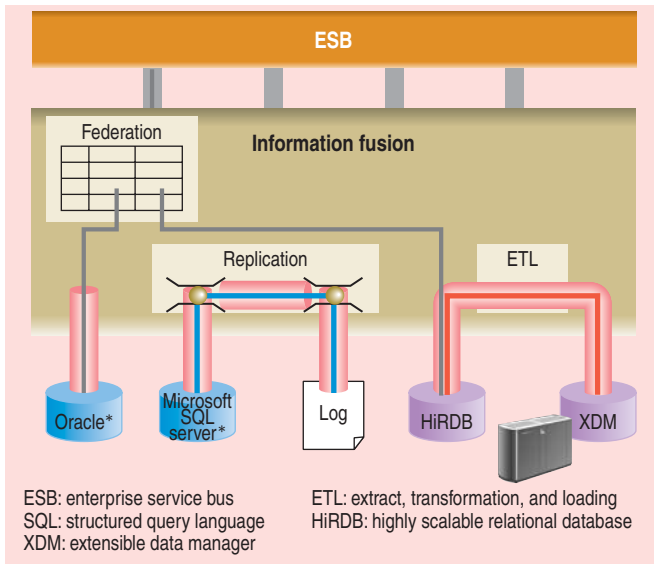 ESB
Federation
Information fusion
Replication
ETL
Oracle*
Microsoft
SQL
server*
Log
HiRDB
XDM
ESB: enterprise service bus
SQL: structured query language
XDM: extensible data manager
ETL: extract, transformation, and loading
HiRDB: highly scalable relational database